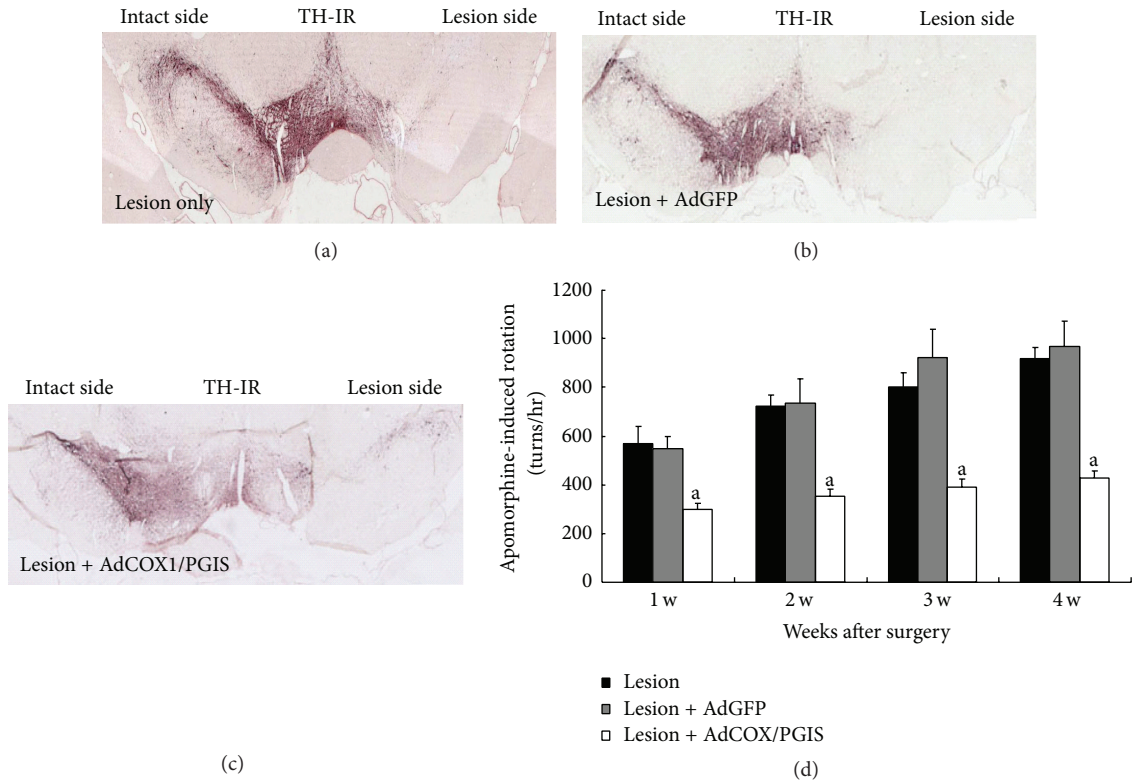 Intact side TH-IR Lesion side
Lesion only
(a)
Intact side TH-IR Lesion side
Lesion + AdGFP
(b)
Intact side TH-IR Lesion side
Lesion + AdCOX1/PGIS
(c)
Apomorphine-induced rotation
(turns/hr)
1200
1000
800
600
400
200
0
a
a
a
a
1 w 2 w 3 w 4 w
Weeks after surgery
Lesion
Lesion + AdGFP
Lesion + AdCOX/PGIS
(d)